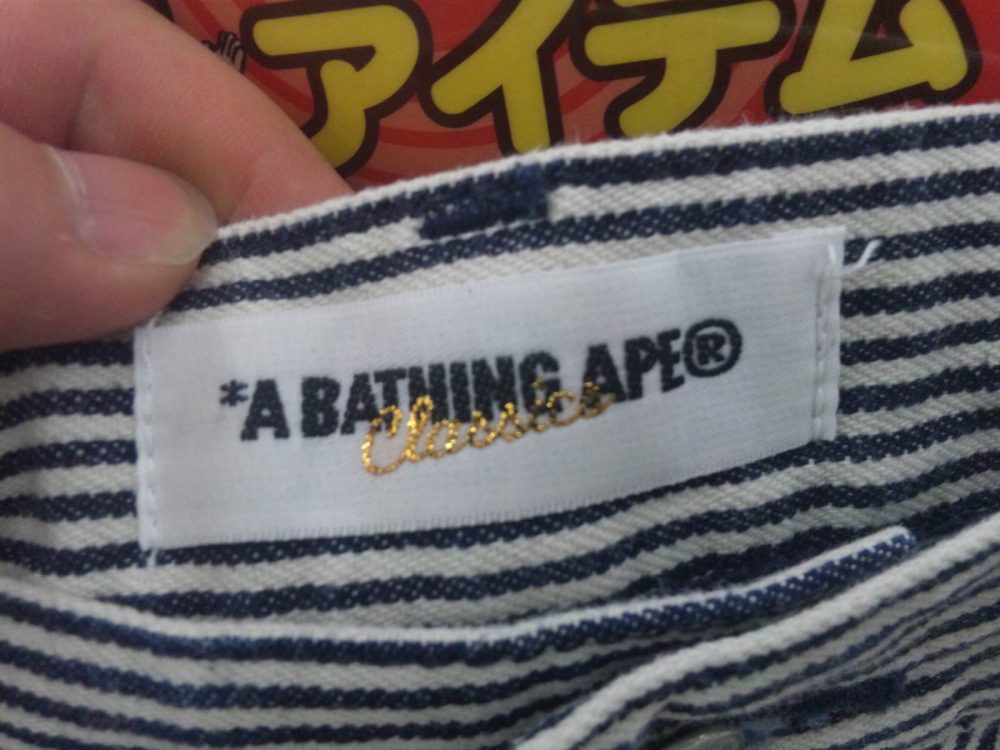 アイテム
*A BATHING APE®
Classics